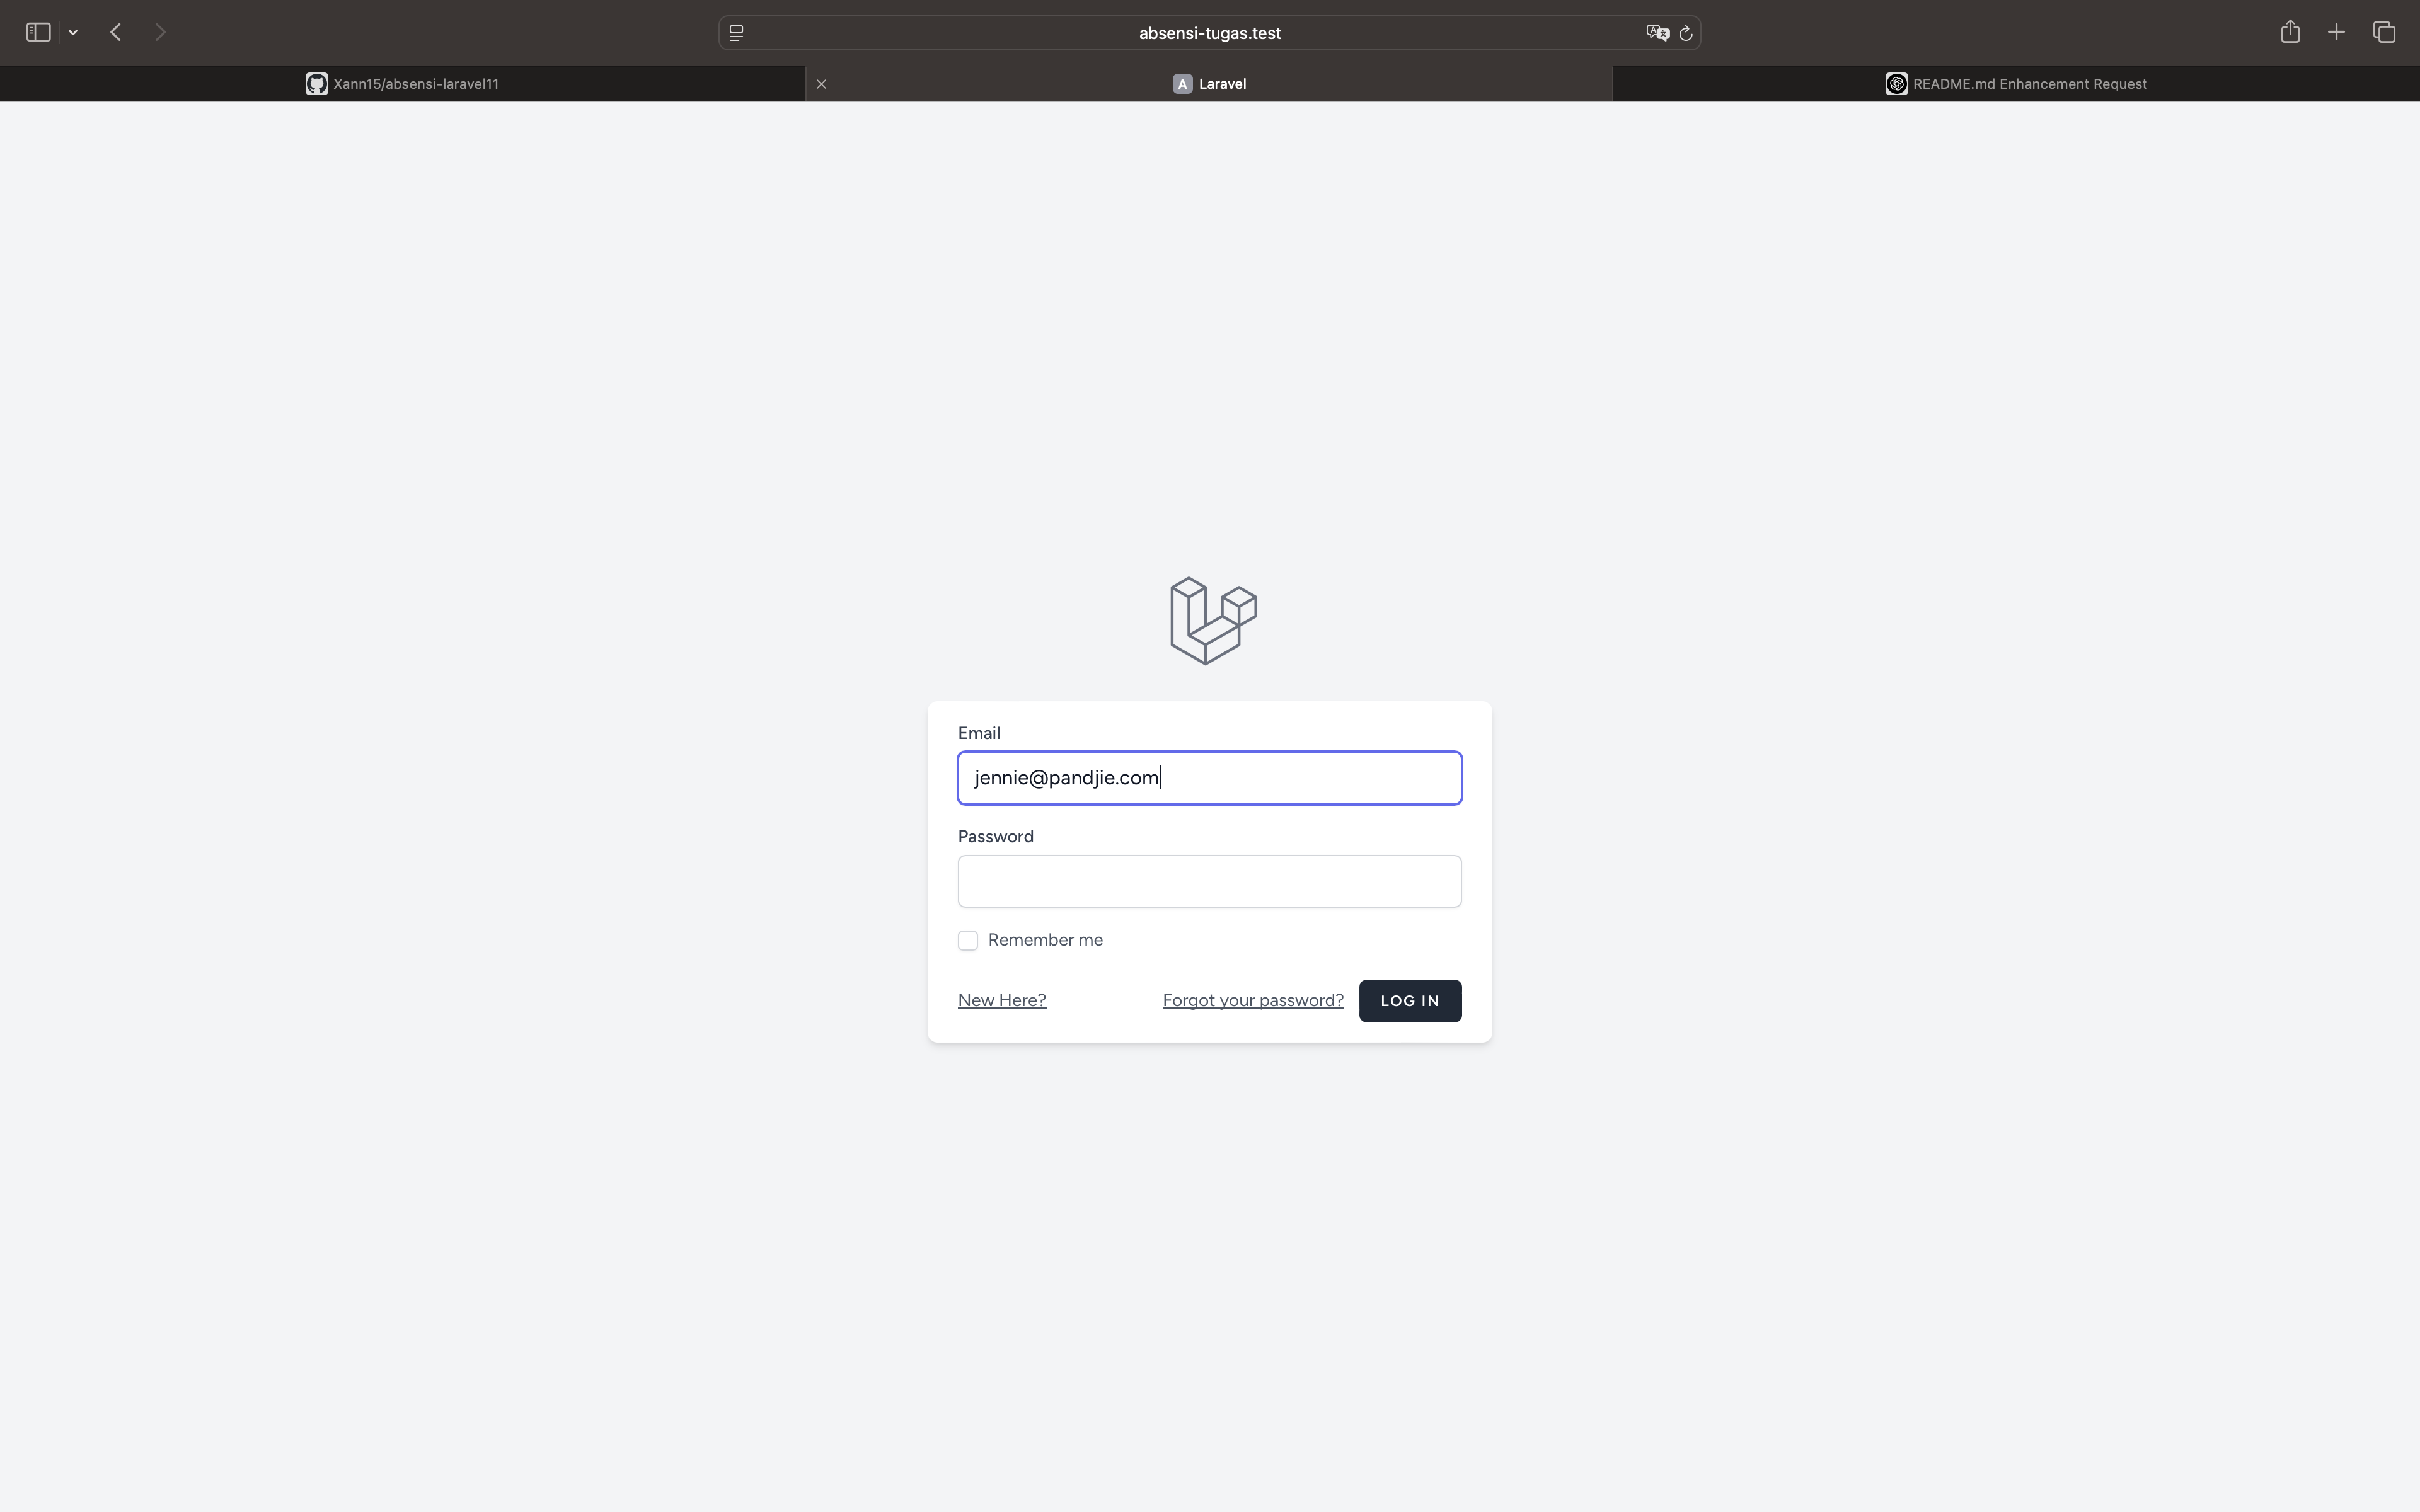 absensi-tugas.test
Xann15/absensi-laravel11
A Laravel
README.md Enhancement Request
Email
jennie@pandjie.com
Password
Remember me
New Here? Forgot your password? LOG IN